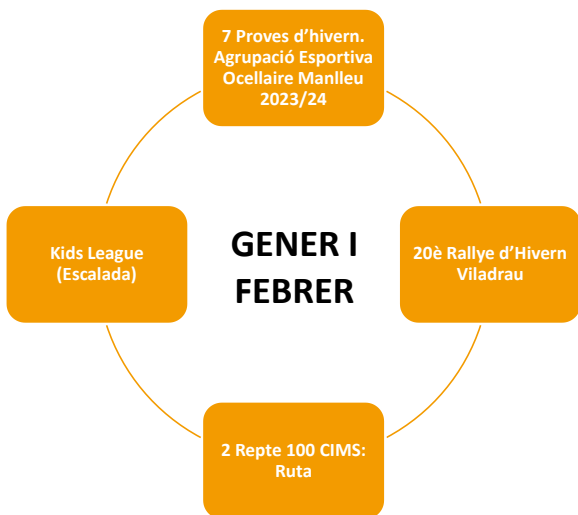 7 Proves d'hivern.
Agrupació Esportiva
Ocellaire Manlleu
2023/24
Kids League
(Escalada)
GENER I
FEBRER
20è Rallye d'Hivern
Viladrau
2 Repte 100 CIMS:
Ruta